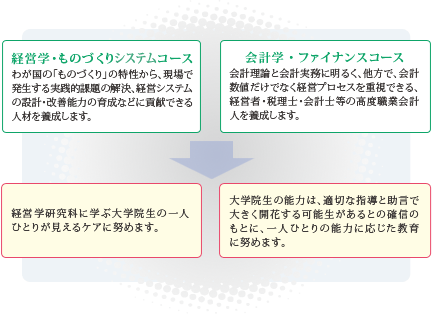 経営学・ものづくりシステムコース
わが国の「ものづくり」の特性から、現場で
発生する実践的課題の解決、経営システム
の設計・改善能力の育成などに貢献できる
人材を養成します。
会計学・ファイナンスコース
会計理論と会計実務に明るく、他方で、会計
数値だけでなく経営プロセスを重視できる、
経営者・税理士・会計士等の高度職業会計
人を養成します。
経営学研究科に学ぶ大学院生の一人
ひとりが見えるケアに努めます。
大学院生の能力は、適切な指導と助言で
大きく開花する可能生があるとの確信の
もとに、一人ひとりの能力に応じた教育
に努めます。